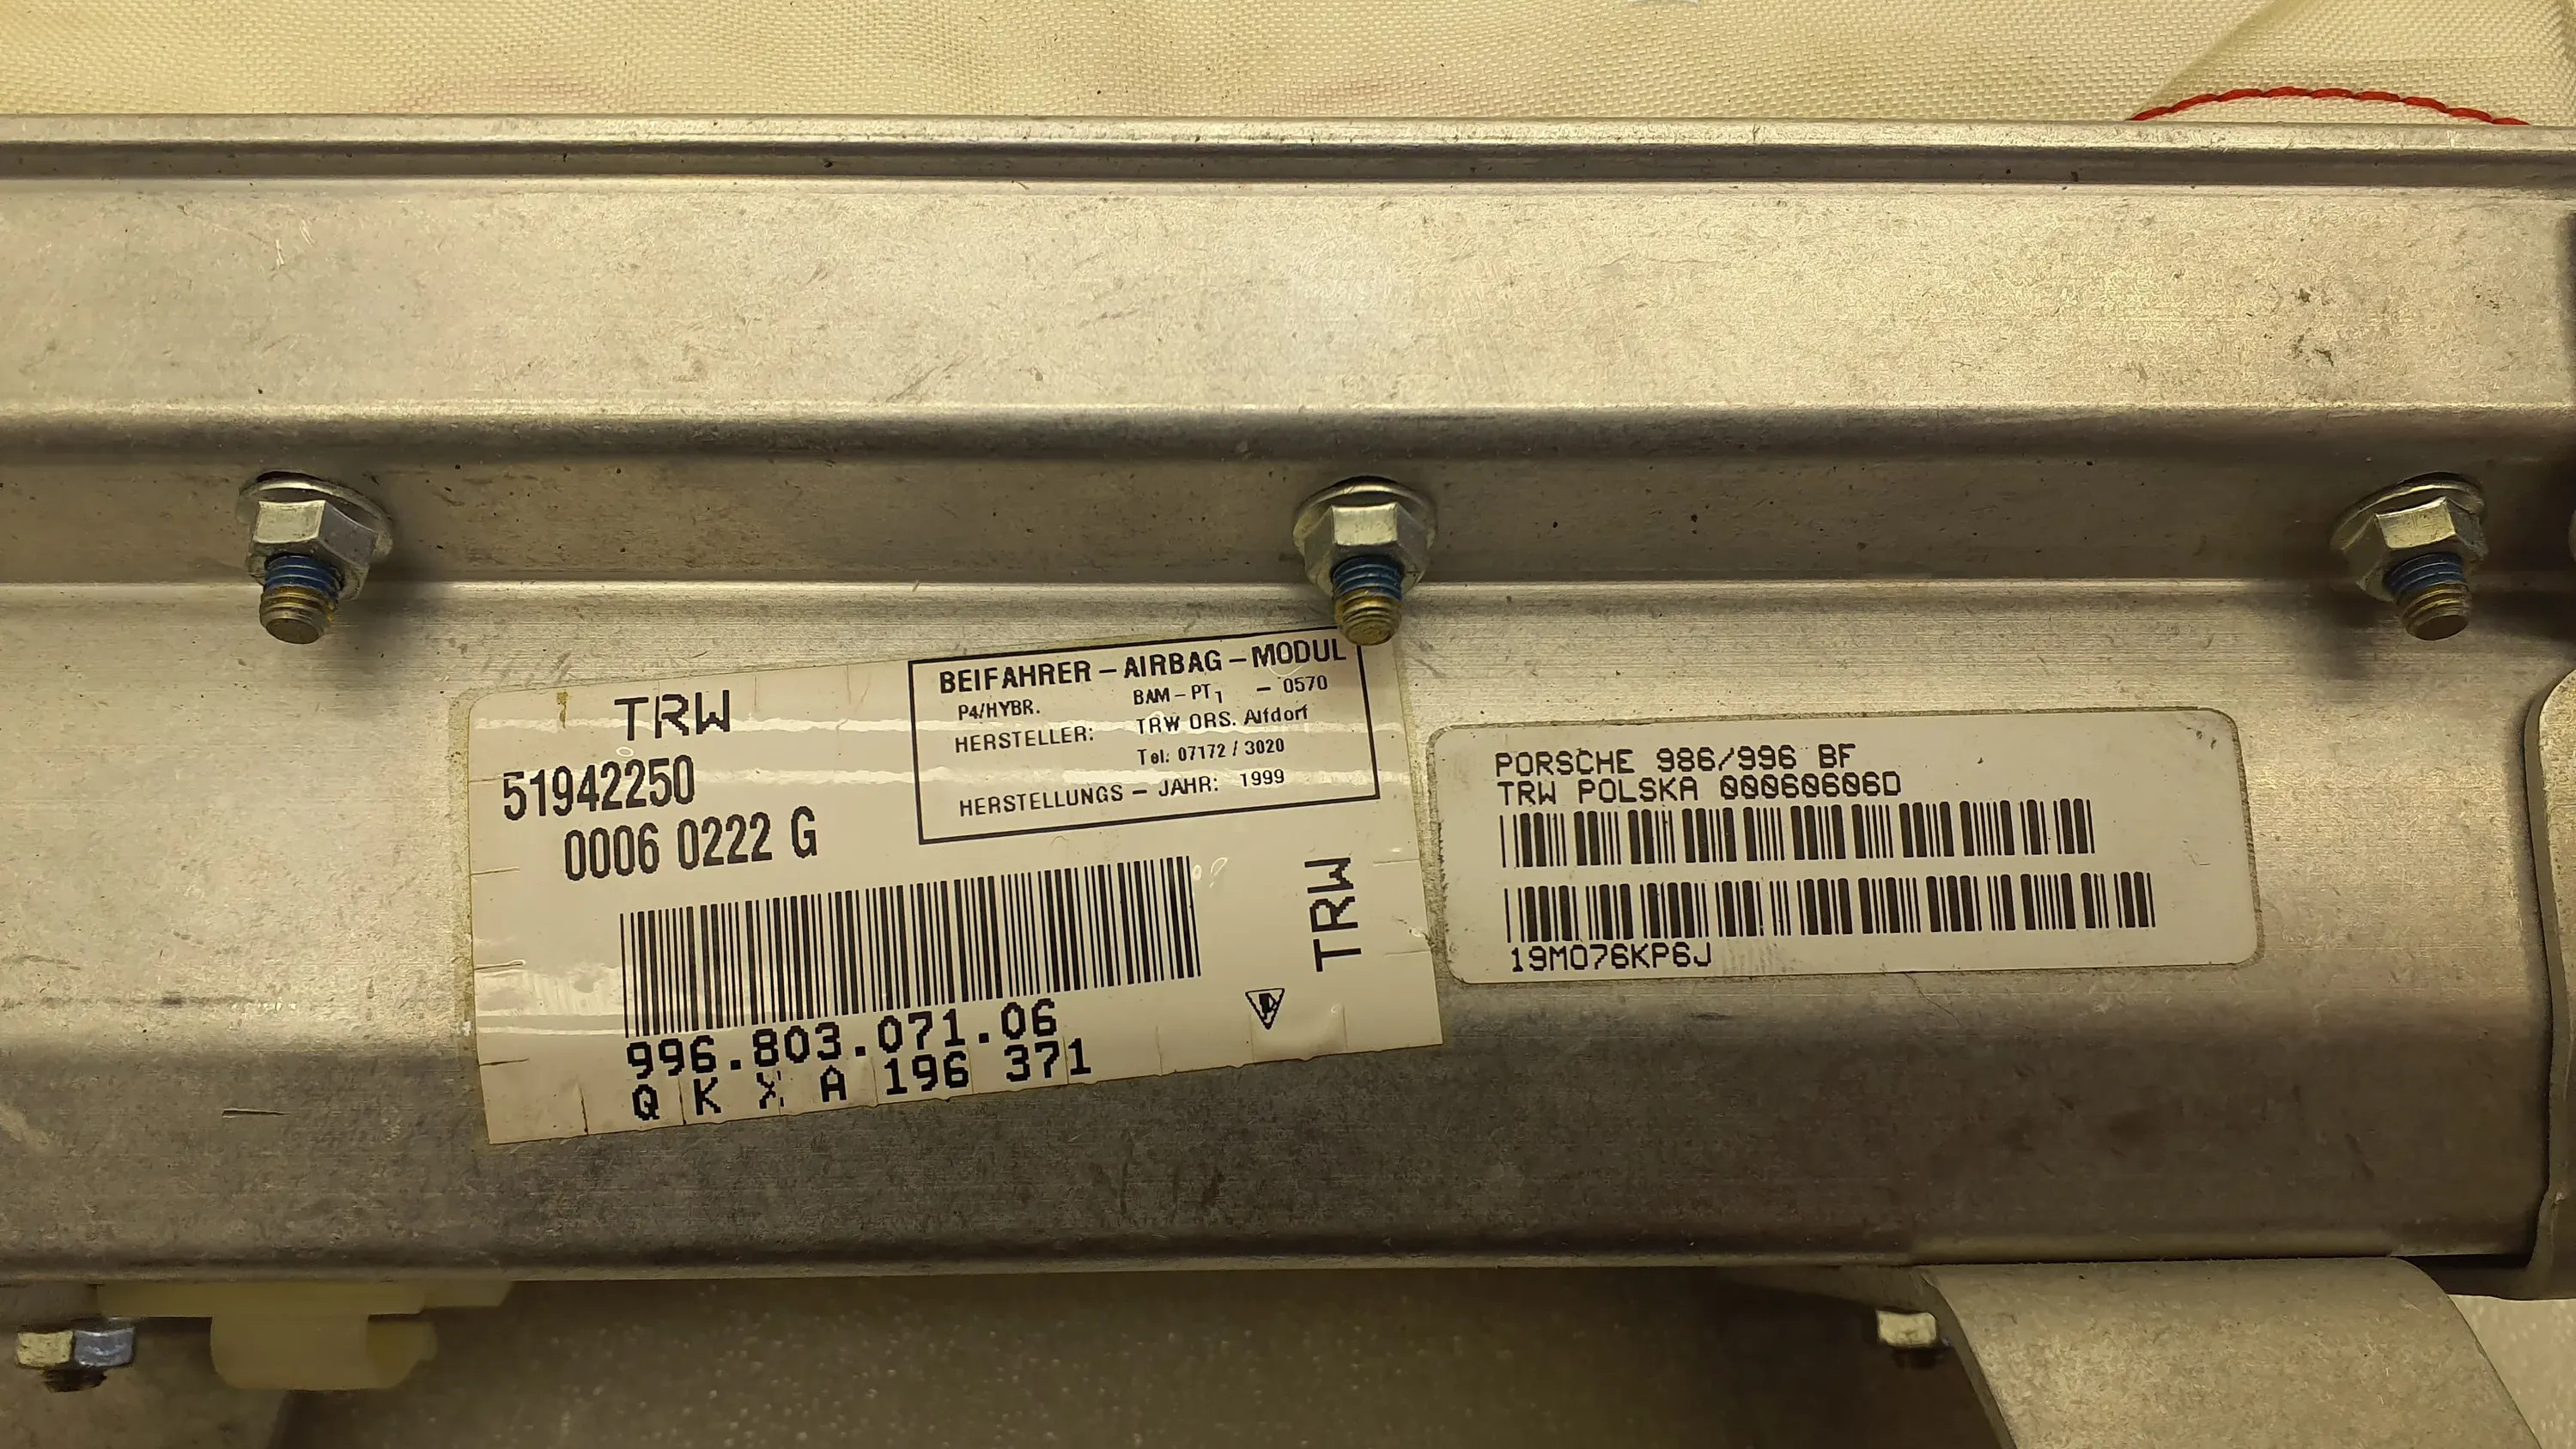 TRW
51942250
0006 0222 G
BEIFAHRER – AIRBAG – MODUL
P4/HYBR. BAM – PT1 – 0570
HERSTELLER: TRW ORS. Alfdorf
Tel: 07172 / 3020
HERSTELLUNGS – JAHR: 1999
TRW
996.803.071.06
Q K X A 196 371
PORSCHE 986/996 BF
TRW POLSKA 00060606D
19M076KP6J